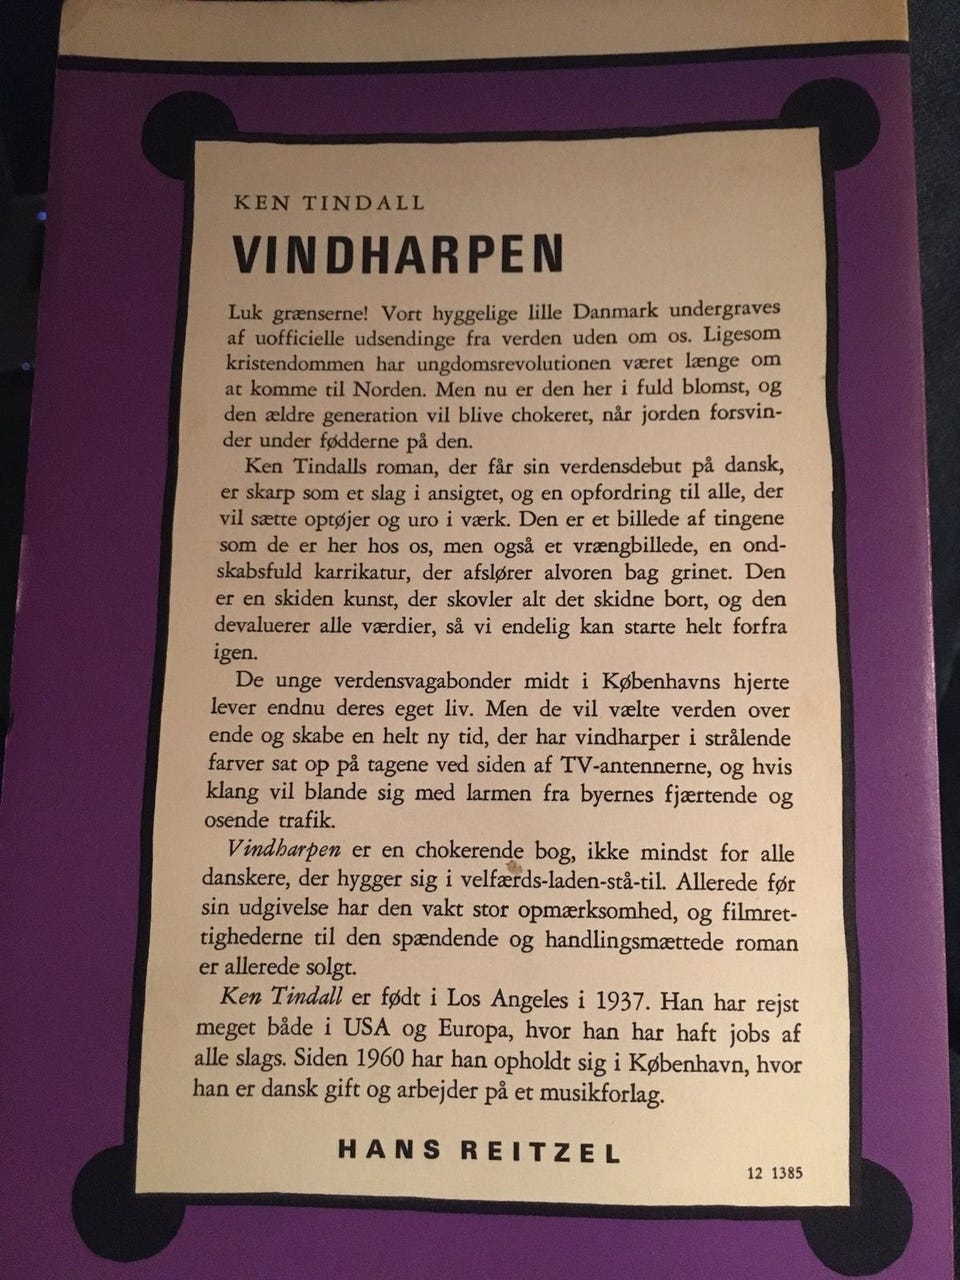 KEN TINDALL
VINDHARPEN
Luk grænserne! Vort hyggelige lille Danmark undergraves
af uofficielle udsendinge fra verden uden om os. Ligesom
kristendommen har ungdomsrevolutionen været længe om
at komme til Norden. Men nu er den her i fuld blomst, og
den ældre generation vil blive chokeret, når jorden forsvin-
der under fødderne på den.
Ken Tindalls roman, der får sin verdensdebut på dansk,
er skarp som et slag i ansigtet, og en opfordring til alle, der
vil sætte optøjer og uro i værk. Den er et billede af tingene
som de er her hos os, men også et vrængbillede, en ond-
skabsfuld karrikatur, der afslører alvoren bag grinet. Den
er en skiden kunst, der skovler alt det skidne bort, og den
devaluerer alle værdier, så vi endelig kan starte helt forfra
igen.
De unge verdensvagabonder midt i Københavns hjerte
lever endnu deres eget liv. Men de vil vælte verden over
ende og skabe en helt ny tid, der har vindharper i strålende
farver sat op på tagene ved siden af TV-antennerne, og hvis
klang vil blande sig med larmen fra byernes fjærtende og
osende trafik.
Vindharpen er en chokerende bog, ikke mindst for alle
danskere, der hygger sig i velfærds-laden-stå-til. Allerede før
sin udgivelse har den vakt stor opmærksomhed, og filmret-
tighederne til den spændende og handlingsmættede roman
er allerede solgt.
Ken Tindall er født i Los Angeles i 1937. Han har rejst
meget både i USA og Europa, hvor han har haft jobs af
alle slags. Siden 1960 har han opholdt sig i København, hvor
han er dansk gift og arbejder på et musikforlag.
HANS REITZEL
12 1385